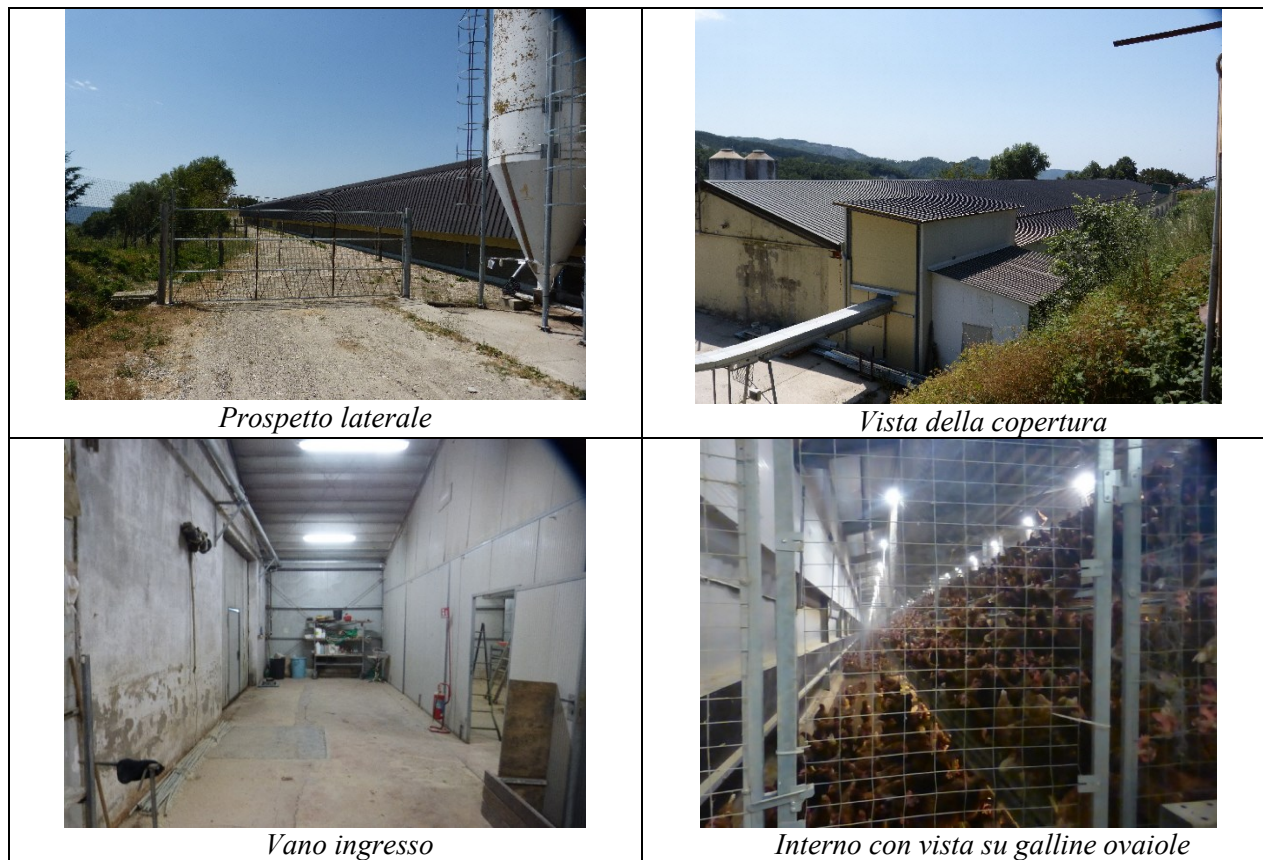 Prospetto laterale
Vista della copertura
Vano ingresso
Interno con vista su galline ovaiole